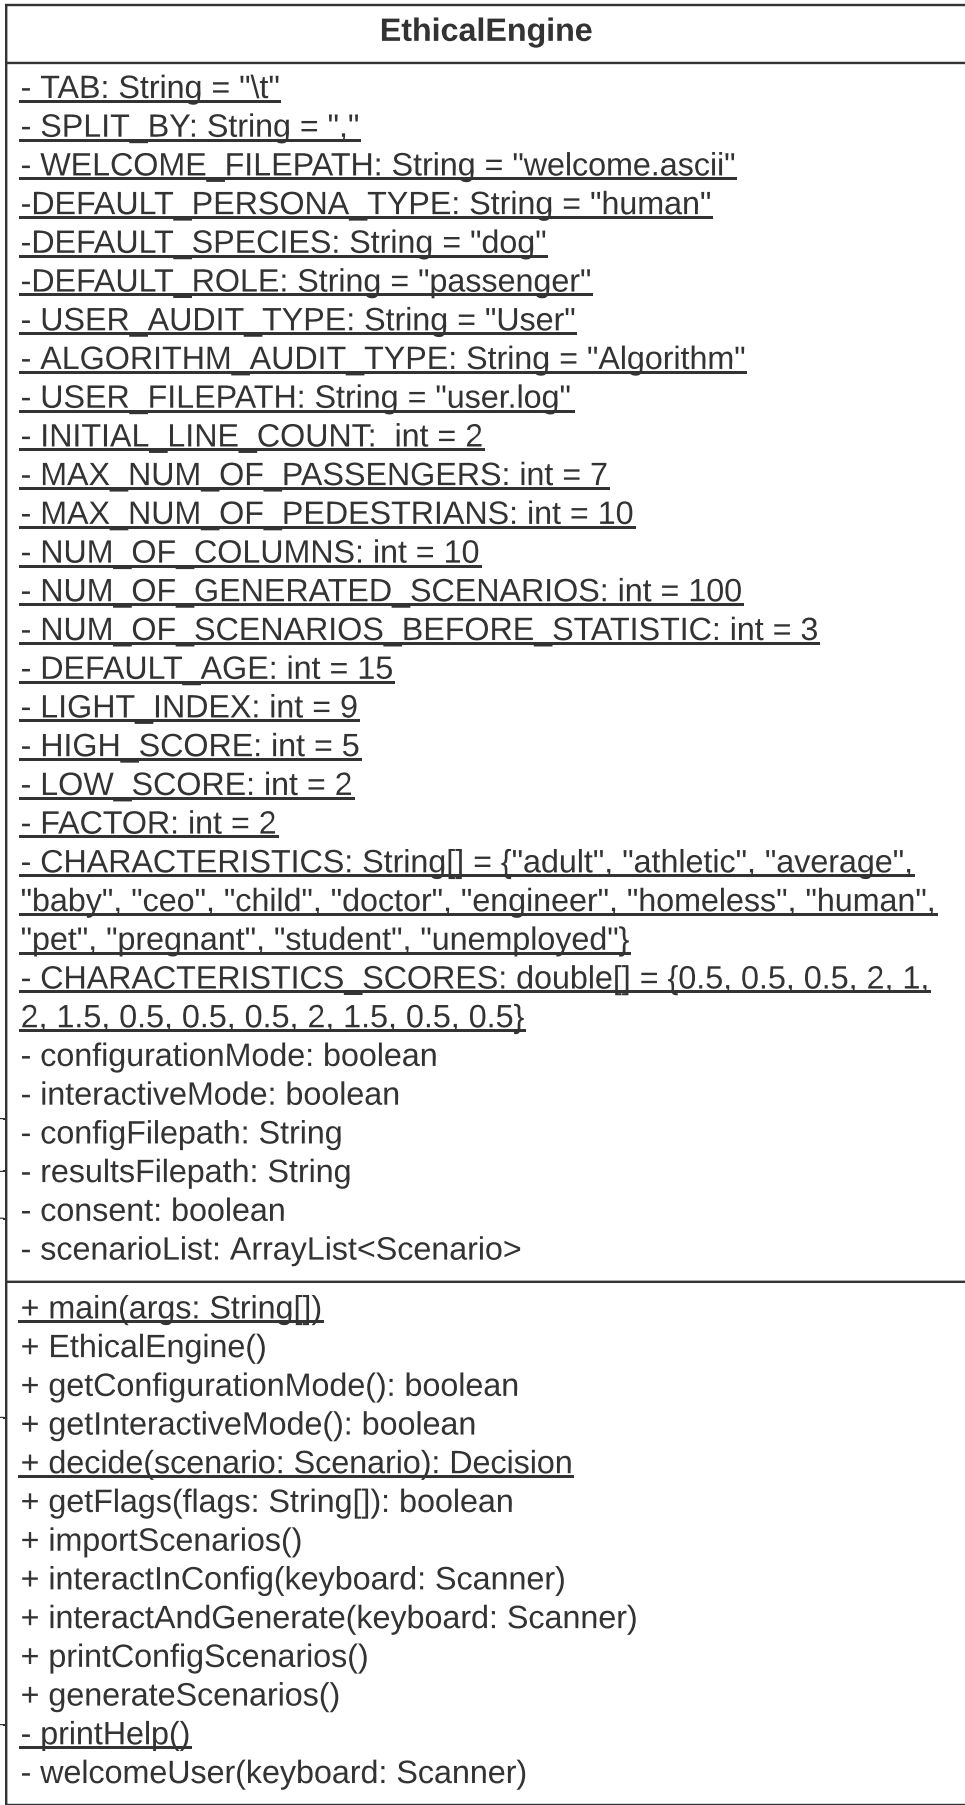 EthicalEngine
- TAB: String = "\t"
- SPLIT_BY: String = ","
- WELCOME_FILEPATH: String = "welcome.ascii"
-DEFAULT_PERSONA_TYPE: String = "human"
-DEFAULT_SPECIES: String = "dog"
-DEFAULT_ROLE: String = "passenger"
- USER_AUDIT_TYPE: String = "User"
- ALGORITHM_AUDIT_TYPE: String = "Algorithm"
- USER_FILEPATH: String = "user.log"
- INITIAL_LINE_COUNT:  int = 2
- MAX_NUM_OF_PASSENGERS: int = 7
- MAX_NUM_OF_PEDESTRIANS: int = 10
- NUM_OF_COLUMNS: int = 10
- NUM_OF_GENERATED_SCENARIOS: int = 100
- NUM_OF_SCENARIOS_BEFORE_STATISTIC: int = 3
- DEFAULT_AGE: int = 15
- LIGHT_INDEX: int = 9
- HIGH_SCORE: int = 5
- LOW_SCORE: int = 2
- FACTOR: int = 2
- CHARACTERISTICS: String[] = {"adult", "athletic", "average",
"baby", "ceo", "child", "doctor", "engineer", "homeless", "human",
"pet", "pregnant", "student", "unemployed"}
- CHARACTERISTICS_SCORES: double[] = {0.5, 0.5, 0.5, 2, 1,
2, 1.5, 0.5, 0.5, 0.5, 2, 1.5, 0.5, 0.5}
- configurationMode: boolean
- interactiveMode: boolean
- configFilepath: String
- resultsFilepath: String
- consent: boolean
- scenarioList: ArrayList<Scenario>
+ main(args: String[])
+ EthicalEngine()
+ getConfigurationMode(): boolean
+ getInteractiveMode(): boolean
+ decide(scenario: Scenario): Decision
+ getFlags(flags: String[]): boolean
+ importScenarios()
+ interactInConfig(keyboard: Scanner)
+ interactAndGenerate(keyboard: Scanner)
+ printConfigScenarios()
+ generateScenarios()
- printHelp()
- welcomeUser(keyboard: Scanner)